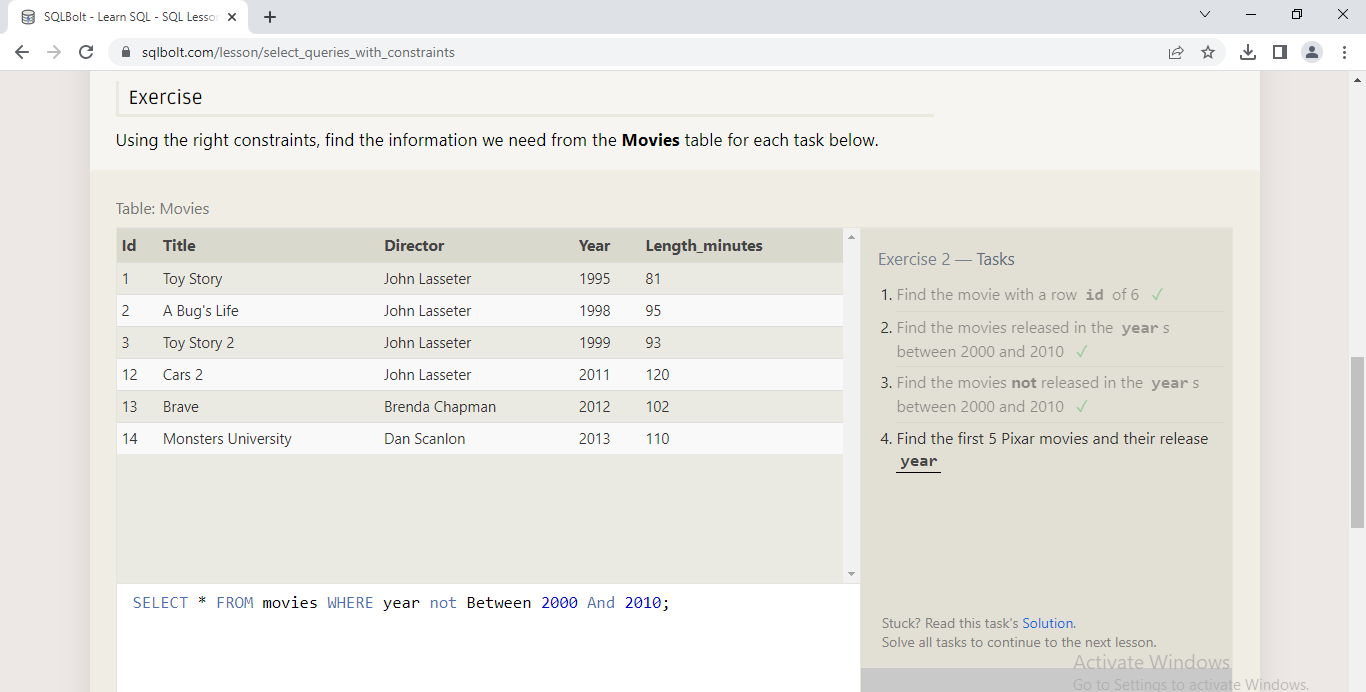 SQLBolt - Learn SQL - SQL Lesson
sqlbolt.com/lesson/select_queries_with_constraints
Exercise
Using the right constraints, find the information we need from the Movies table for each task below.
Table: Movies
Id Title Director Year Length_minutes
1 Toy Story John Lasseter 1995 81
2 A Bug's Life John Lasseter 1998 95
3 Toy Story 2 John Lasseter 1999 93
12 Cars 2 John Lasseter 2011 120
13 Brave Brenda Chapman 2012 102
14 Monsters University Dan Scanlon 2013 110
SELECT * FROM movies WHERE year not Between 2000 And 2010;
Exercise 2 — Tasks
1. Find the movie with a row id of 6 ✓
2. Find the movies released in the year s
between 2000 and 2010 ✓
3. Find the movies not released in the year s
between 2000 and 2010 ✓
4. Find the first 5 Pixar movies and their release
year
Stuck? Read this task's Solution.
Solve all tasks to continue to the next lesson.
Activate Windows
Go to Settings to activate Windows.